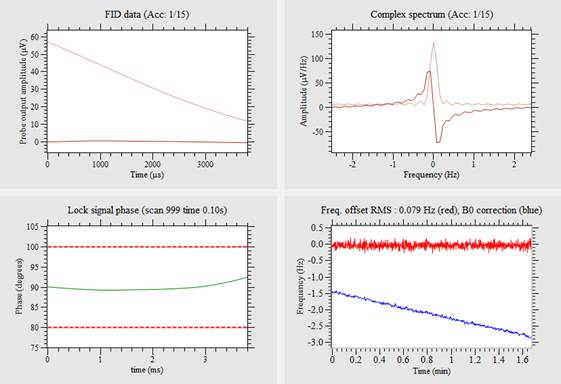 FID data (Acc: 1/15)
Probe output amplitude (µV)
60
50
40
30
20
10
0
0 1000 2000 3000
Time (µs)
Complex spectrum (Acc: 1/15)
Amplitude (µV/Hz)
150
100
50
0
-50
-2 -1 0 1 2
Frequency (Hz)
Lock signal phase (scan 999 time 0.10s)
Phase (degrees)
105
100
95
90
85
80
75
0 1 2 3
time (ms)
Freq. offset RMS : 0.079 Hz (red), B0 correction (blue)
Frequency (Hz)
0.5
0.0
-0.5
-1.0
-1.5
-2.0
-2.5
-3.0
0 0.2 0.4 0.6 0.8 1 1.2 1.4 1.6
Time (min)